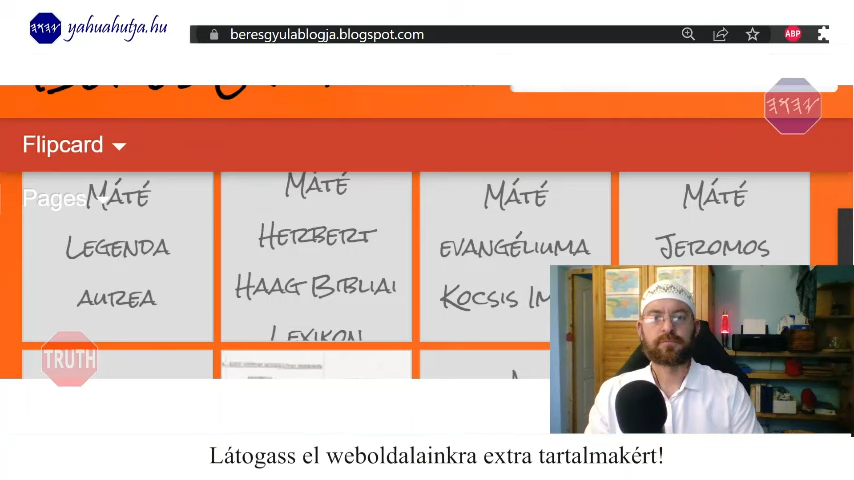 yahuahutja.hu
beresgyulablogja.blogspot.com
ABP
Flipcard
Pages
Máté
Legenda
aurea
Máté
Herbert
Haag Bibliai
Lexikon
Máté
evangéliuma
Kocsis
Máté
Jeromos
TRUTH
Látogass el weboldalainkra extra tartalmakért!